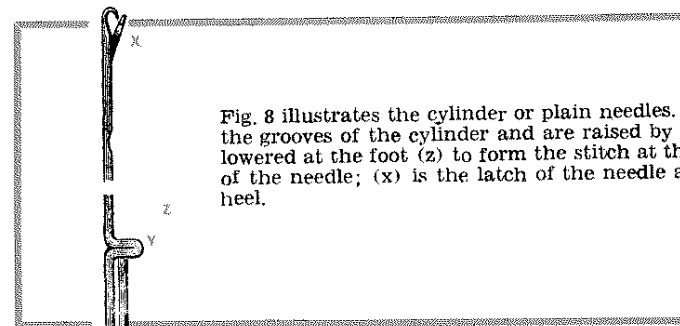 X
Fig. 8 illustrates the cylinder or plain needles.
the grooves of the cylinder and are raised by
lowered at the foot (z) to form the stitch at th
of the needle; (x) is the latch of the needle a
heel.
Z
Y